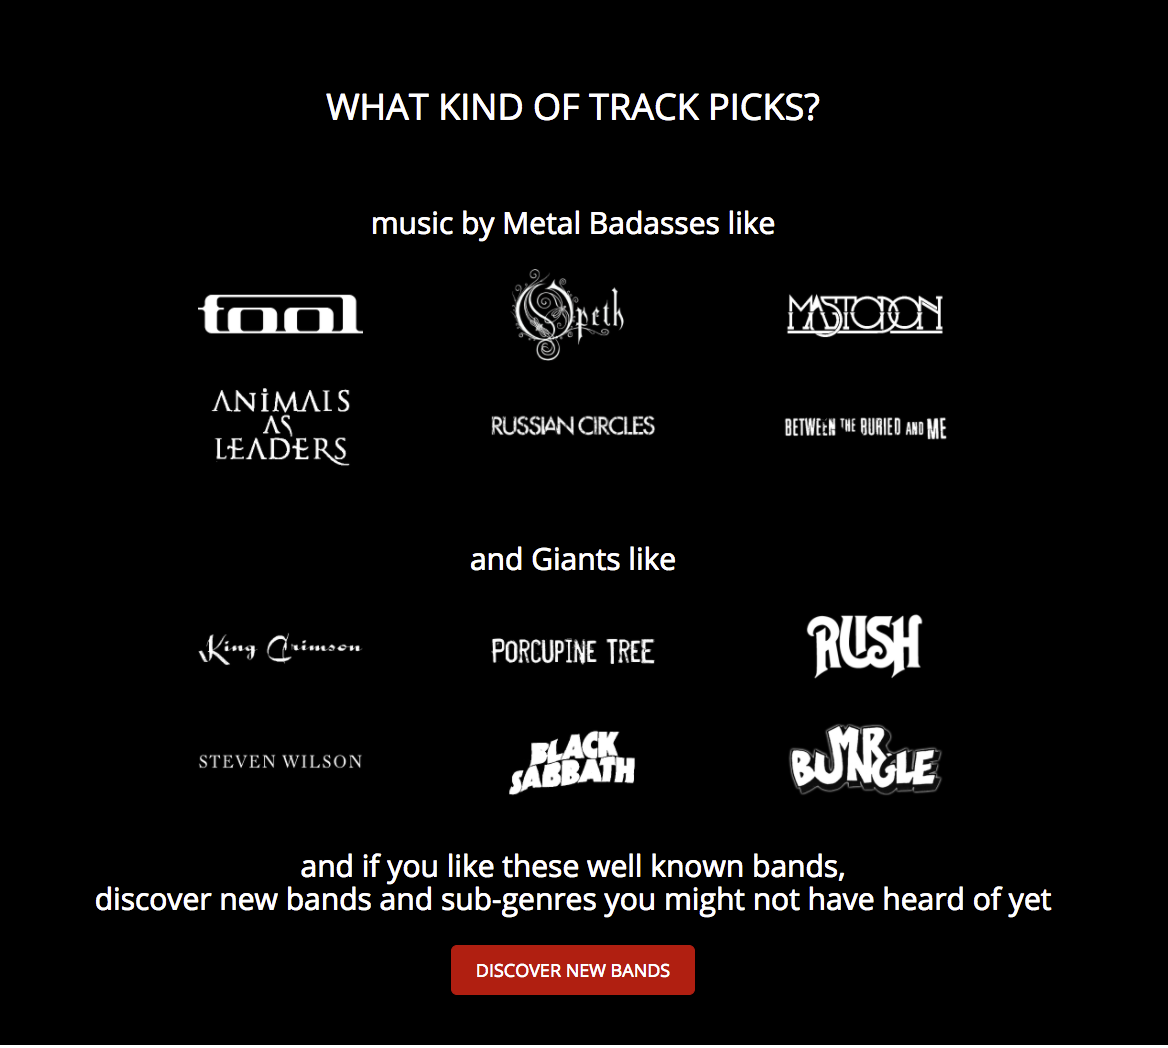 WHAT KIND OF TRACK PICKS?
music by Metal Badasses like
tool
Opeth
MASTODON
ANiMALS
AS
LEADERS
RUSSIAN CIRCLES
BETWEEN THE BURIED AND ME
and Giants like
King Crimson
PORCUPINE TREE
RUSH
STEVEN WILSON
BLACK
SABBATH
MR.
BUNGLE
and if you like these well known bands,
discover new bands and sub-genres you might not have heard of yet
DISCOVER NEW BANDS